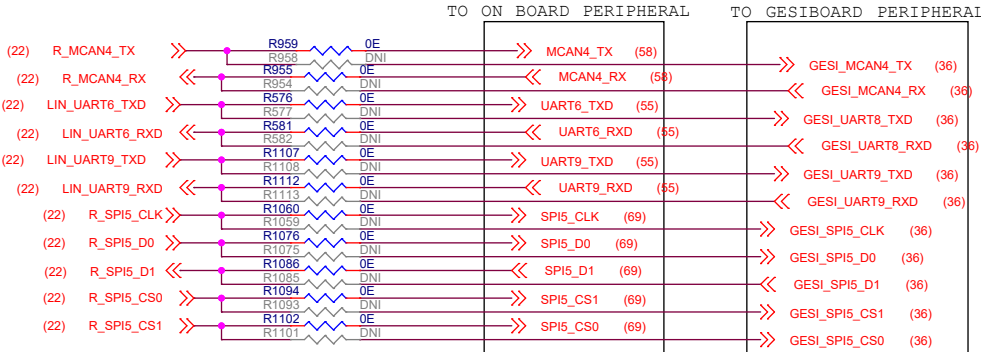 TO ON BOARD PERIPHERAL TO GESIBOARD PERIPHERAL
(22) R_MCAN4_TX R959 0E MCAN4_TX (58)
R958 DNI GESI_MCAN4_TX (36)
(22) R_MCAN4_RX R955 0E MCAN4_RX (58)
R954 DNI GESI_MCAN4_RX (36)
(22) LIN_UART6_TXD R576 0E UART6_TXD (55)
R577 DNI GESI_UART8_TXD (36)
(22) LIN_UART6_RXD R581 0E UART6_RXD (55)
R582 DNI GESI_UART8_RXD (36)
(22) LIN_UART9_TXD R1107 0E UART9_TXD (55)
R1108 DNI GESI_UART9_TXD (36)
(22) LIN_UART9_RXD R1112 0E UART9_RXD (55)
R1113 DNI GESI_UART9_RXD (36)
(22) R_SPI5_CLK R1060 0E SPI5_CLK (69)
R1059 DNI GESI_SPI5_CLK (36)
(22) R_SPI5_D0 R1076 0E SPI5_D0 (69)
R1075 DNI GESI_SPI5_D0 (36)
(22) R_SPI5_D1 R1086 0E SPI5_D1 (69)
R1085 DNI GESI_SPI5_D1 (36)
(22) R_SPI5_CS0 R1094 0E SPI5_CS1 (69)
R1093 DNI GESI_SPI5_CS1 (36)
(22) R_SPI5_CS1 R1102 0E SPI5_CS0 (69)
R1101 DNI GESI_SPI5_CS0 (36)